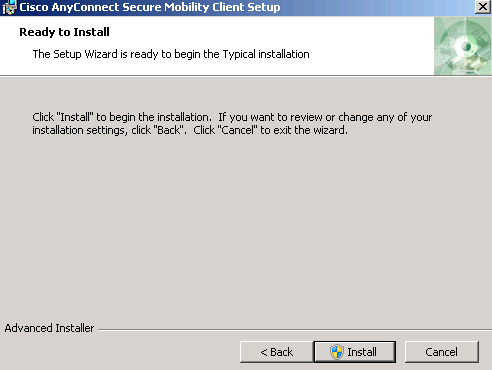 Cisco AnyConnect Secure Mobility Client Setup
Ready to Install
The Setup Wizard is ready to begin the Typical installation
Click "Install" to begin the installation. If you want to review or change any of your
installation settings, click "Back". Click "Cancel" to exit the wizard.
Advanced Installer
< Back
Install
Cancel